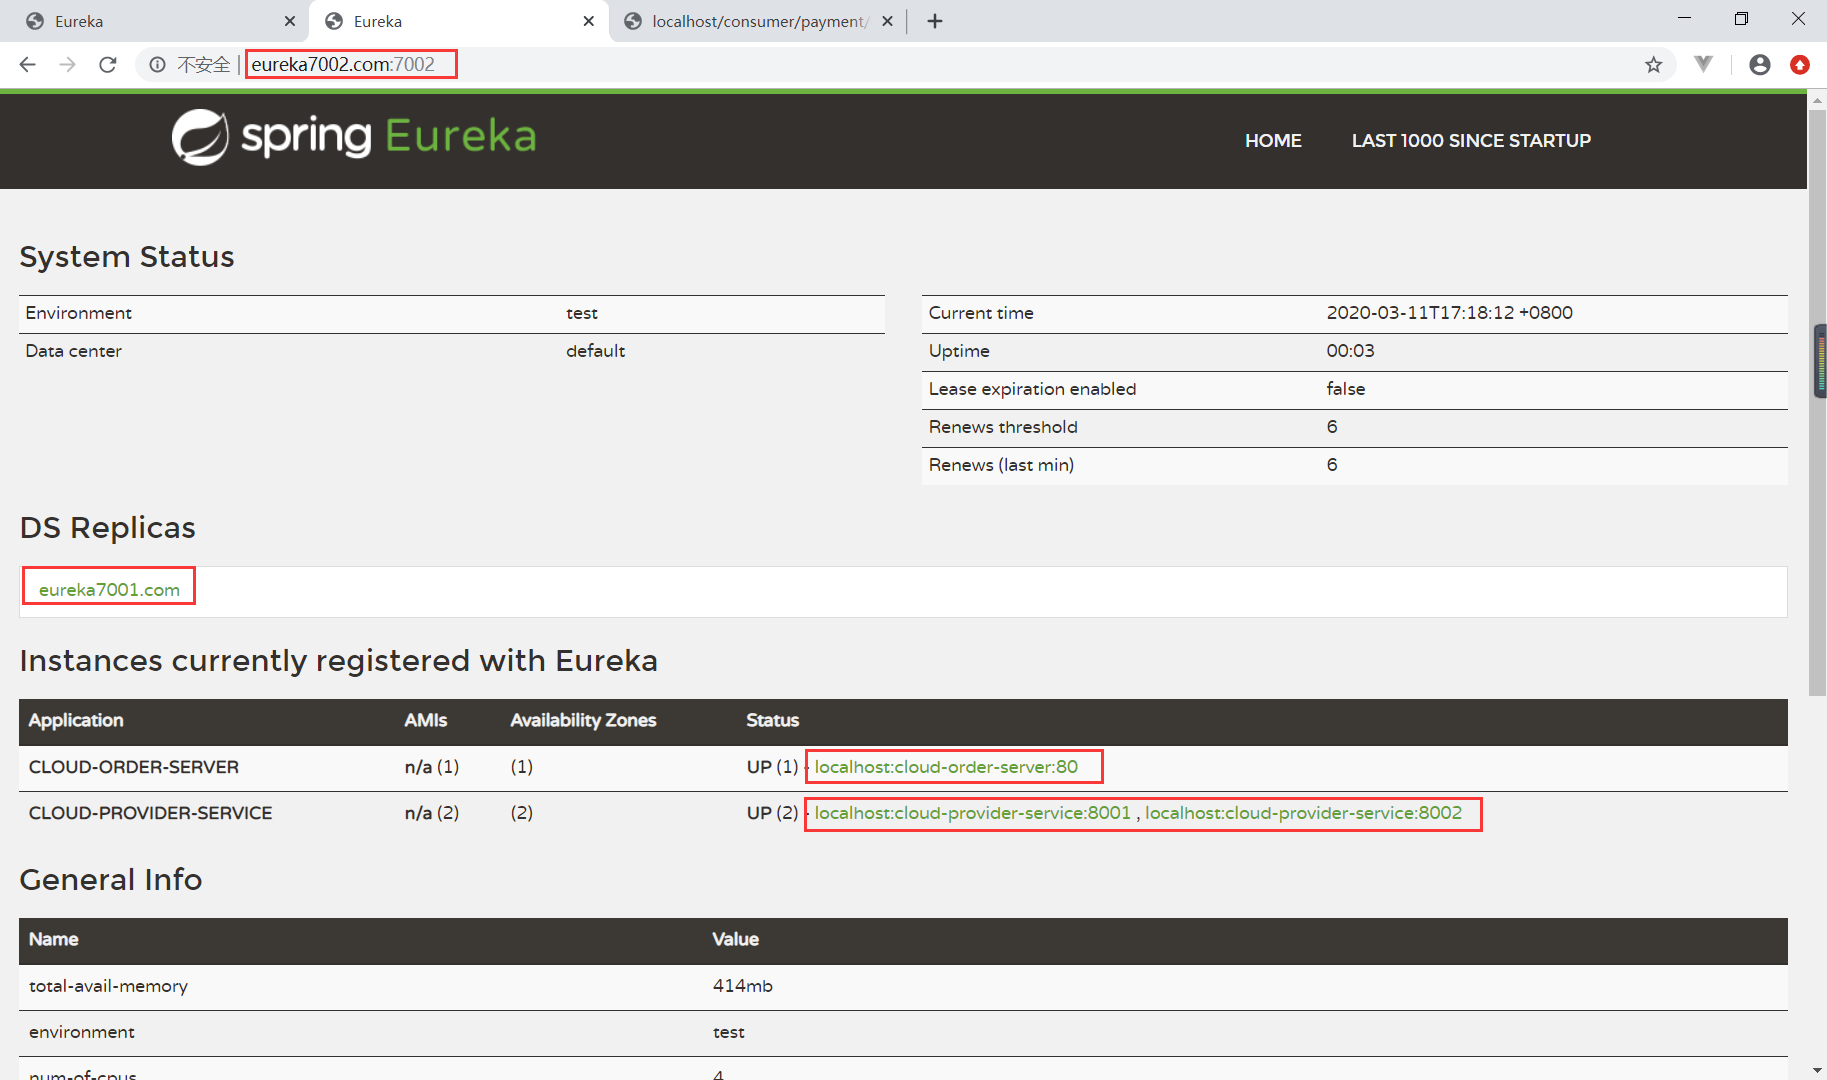 Eureka
Eureka
localhost/consumer/payment/
不安全 | eureka7002.com:7002
spring Eureka
HOME
LAST 1000 SINCE STARTUP
System Status
Environment test
Data center default
Current time 2020-03-11T17:18:12 +0800
Uptime 00:03
Lease expiration enabled false
Renews threshold 6
Renews (last min) 6
DS Replicas
eureka7001.com
Instances currently registered with Eureka
Application AMIs Availability Zones Status
CLOUD-ORDER-SERVER n/a (1) (1) UP (1) - localhost:cloud-order-server:80
CLOUD-PROVIDER-SERVICE n/a (2) (2) UP (2) - localhost:cloud-provider-service:8001 , localhost:cloud-provider-service:8002
General Info
Name Value
total-avail-memory 414mb
environment test
num-of-cpus 4